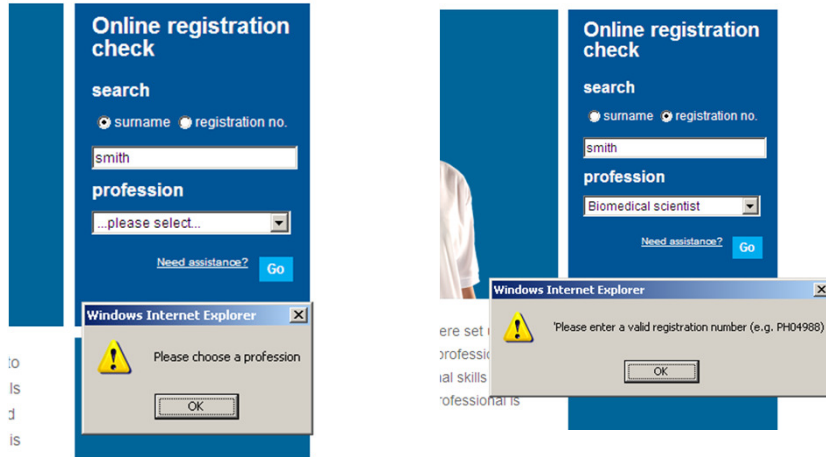 Online registration
check
search
surname registration no.
smith
profession
...please select...
Need assistance? Go
Windows Internet Explorer
Please choose a profession
OK
to
ls
d
is
Online registration
check
search
surname registration no.
smith
profession
Biomedical scientist
Need assistance? Go
Windows Internet Explorer
'Please enter a valid registration number (e.g. PH04988)
OK
ere set
professi
al skills
ofessional is